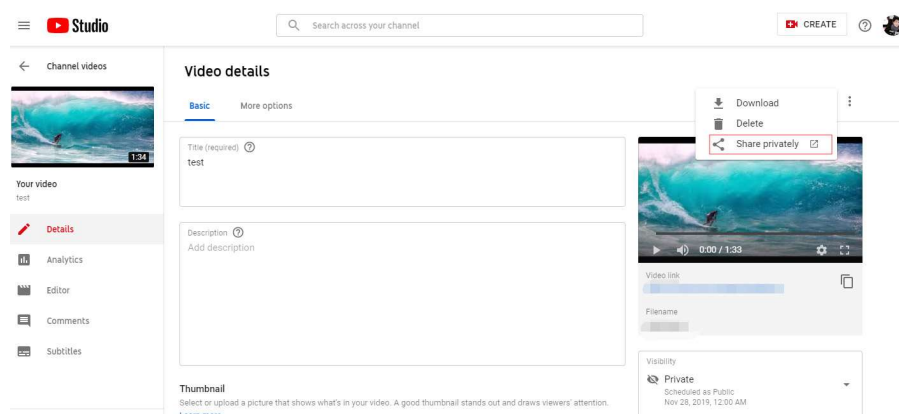 Studio
Search across your channel
CREATE
Channel videos
1:34
Your video
test
Details
Analytics
Editor
Comments
Subtitles
Video details
Basic
More options
Title (required)
test
Description
Add description
Thumbnail
Select or upload a picture that shows what's in your video. A good thumbnail stands out and draws viewers' attention.
Download
Delete
Share privately
0:00 / 1:33
Video link
Filename
Visibility
Private
Scheduled as Public
Nov 28, 2019, 12:00 AM